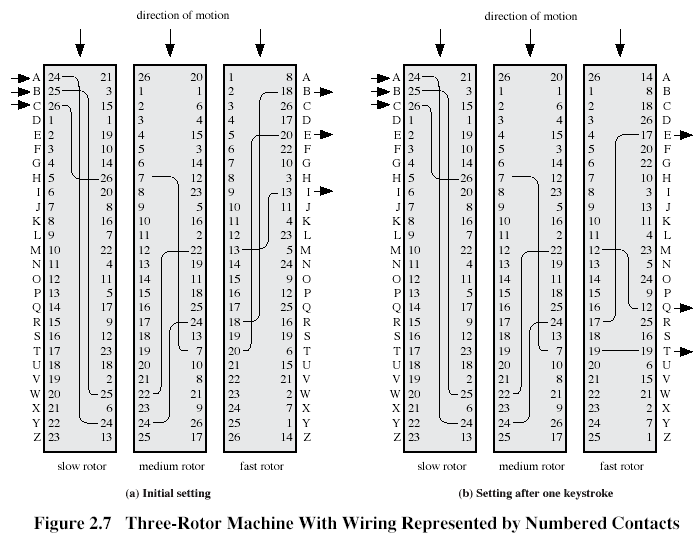 direction of motion direction of motion
A 24 21 26 20 1 8 A A 24 21 26 20 26 14 A
B 25 3 1 1 2 18 B B 25 3 1 1 1 8 B
C 26 15 2 6 3 26 C C 26 15 2 6 2 18 C
D 1 1 3 4 4 17 D D 1 1 3 4 3 26 D
E 2 19 4 15 5 20 E E 2 19 4 15 4 17 E
F 3 10 5 3 6 22 F F 3 10 5 3 5 20 F
G 4 14 6 14 7 10 G G 4 14 6 14 6 22 G
H 5 26 7 12 8 3 H H 5 26 7 12 7 10 H
I 6 20 8 23 9 13 I I 6 20 8 23 8 3 I
J 7 8 9 5 10 11 J J 7 8 9 5 9 13 J
K 8 16 10 16 11 4 K K 8 16 10 16 10 11 K
L 9 7 11 2 12 23 L L 9 7 11 2 11 4 L
M 10 22 12 22 13 5 M M 10 22 12 22 12 23 M
N 11 4 13 19 14 24 N N 11 4 13 19 13 5 N
O 12 11 14 11 15 9 O O 12 11 14 11 14 24 O
P 13 5 15 18 16 12 P P 13 5 15 18 15 9 P
Q 14 17 16 25 17 25 Q Q 14 17 16 25 16 12 Q
R 15 9 17 24 18 16 R R 15 9 17 24 17 25 R
S 16 12 18 13 19 19 S S 16 12 18 13 18 16 S
T 17 23 19 7 20 6 T T 17 23 19 7 19 19 T
U 18 18 20 10 21 15 U U 18 18 20 10 20 6 U
V 19 2 21 8 22 21 V V 19 2 21 8 21 15 V
W 20 25 22 21 23 2 W W 20 25 22 21 22 21 W
X 21 6 23 9 24 7 X X 21 6 23 9 23 2 X
Y 22 24 24 26 25 1 Y Y 22 24 24 26 24 7 Y
Z 23 13 25 17 26 14 Z Z 23 13 25 17 25 1 Z
slow rotor medium rotor fast rotor slow rotor medium rotor fast rotor
(a) Initial setting (b) Setting after one keystroke
Figure 2.7 Three-Rotor Machine With Wiring Represented by Numbered Contacts